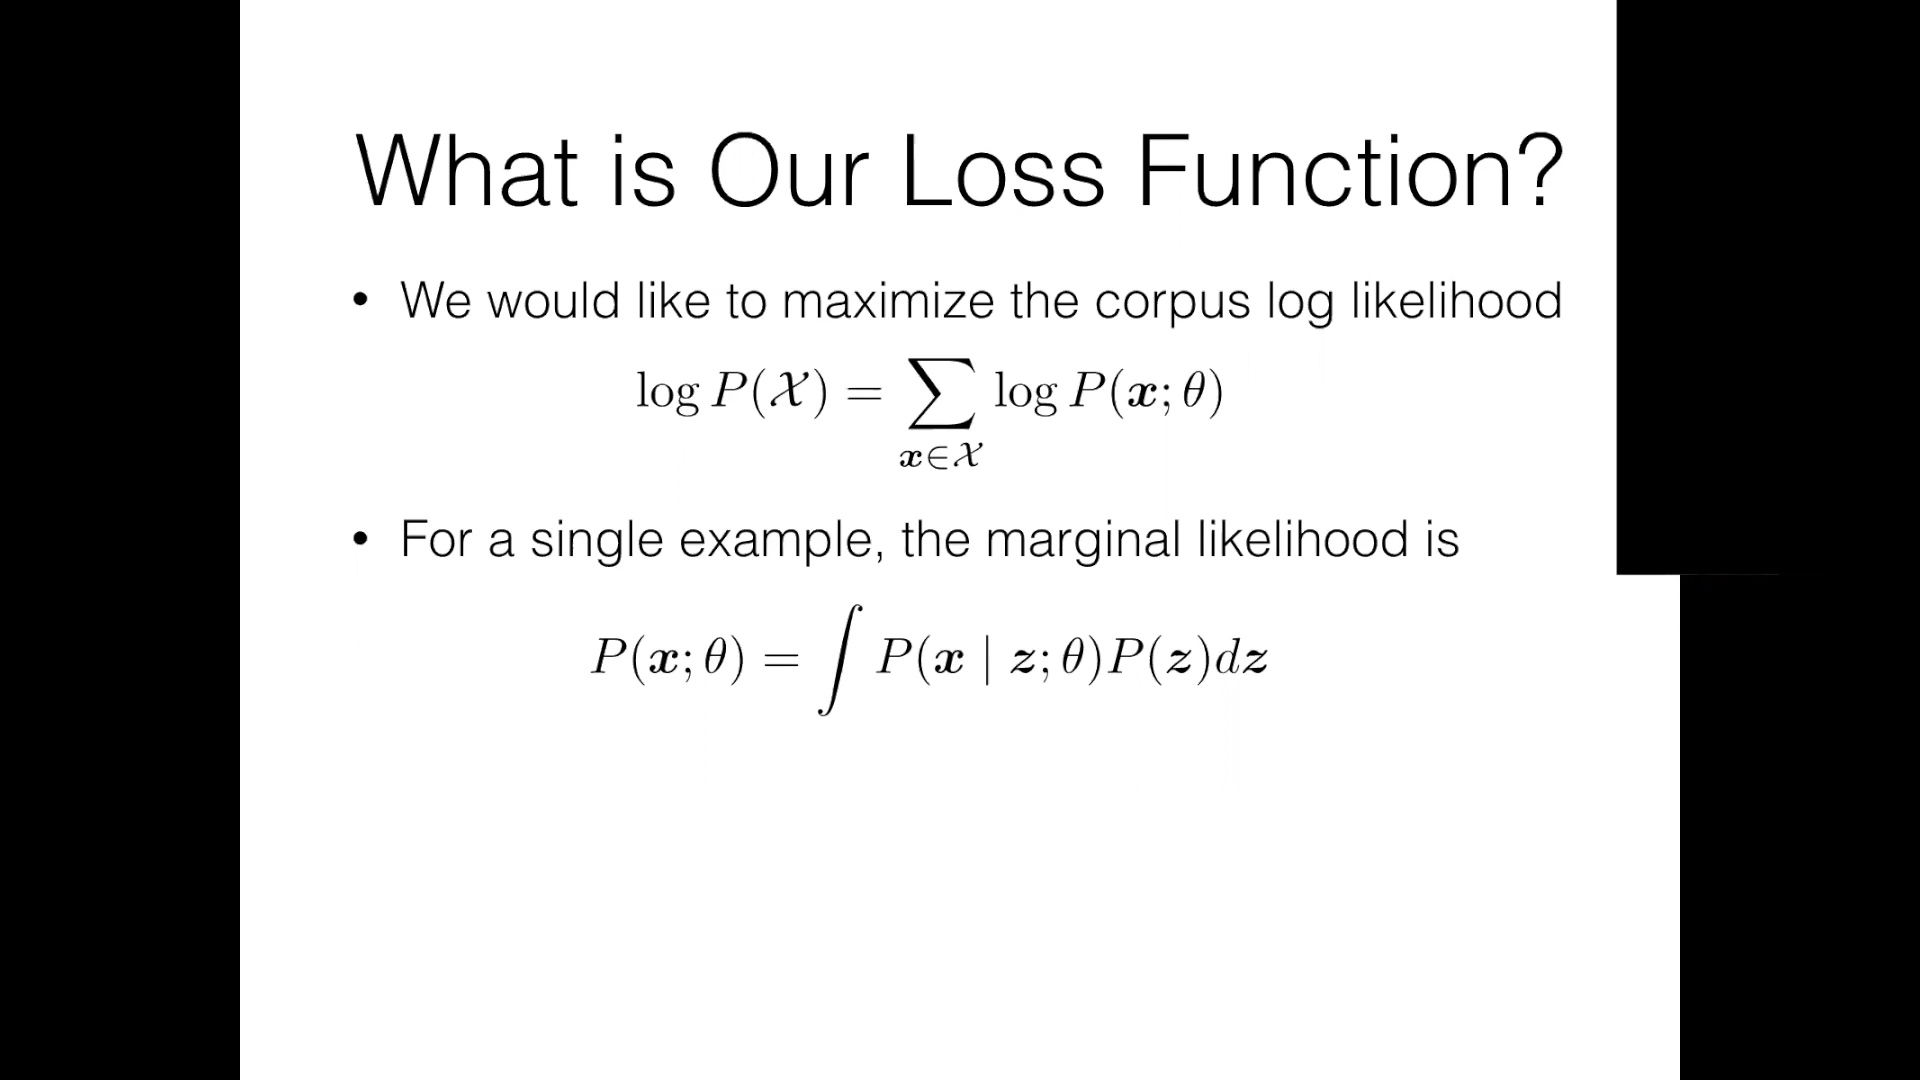 What is Our Loss Function?
• We would like to maximize the corpus log likelihood
log P(𝒳) = ∑ log P(𝒙; θ)
𝒙∈𝒳
• For a single example, the marginal likelihood is
P(𝒙; θ) = ∫ P(𝒙 | 𝒛; θ)P(𝒛)d𝒛